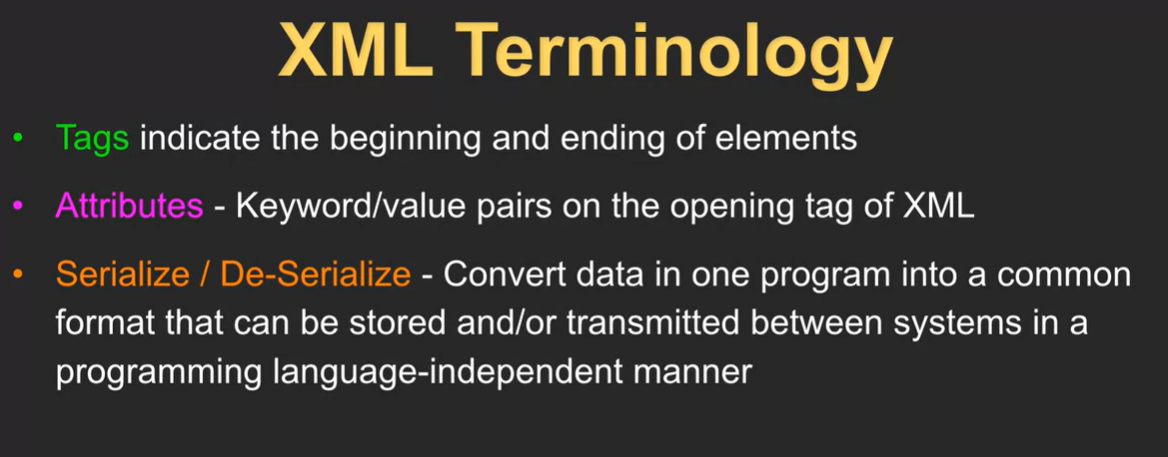 XML Terminology
• Tags indicate the beginning and ending of elements
• Attributes - Keyword/value pairs on the opening tag of XML
• Serialize / De-Serialize - Convert data in one program into a common
format that can be stored and/or transmitted between systems in a
programming language-independent manner